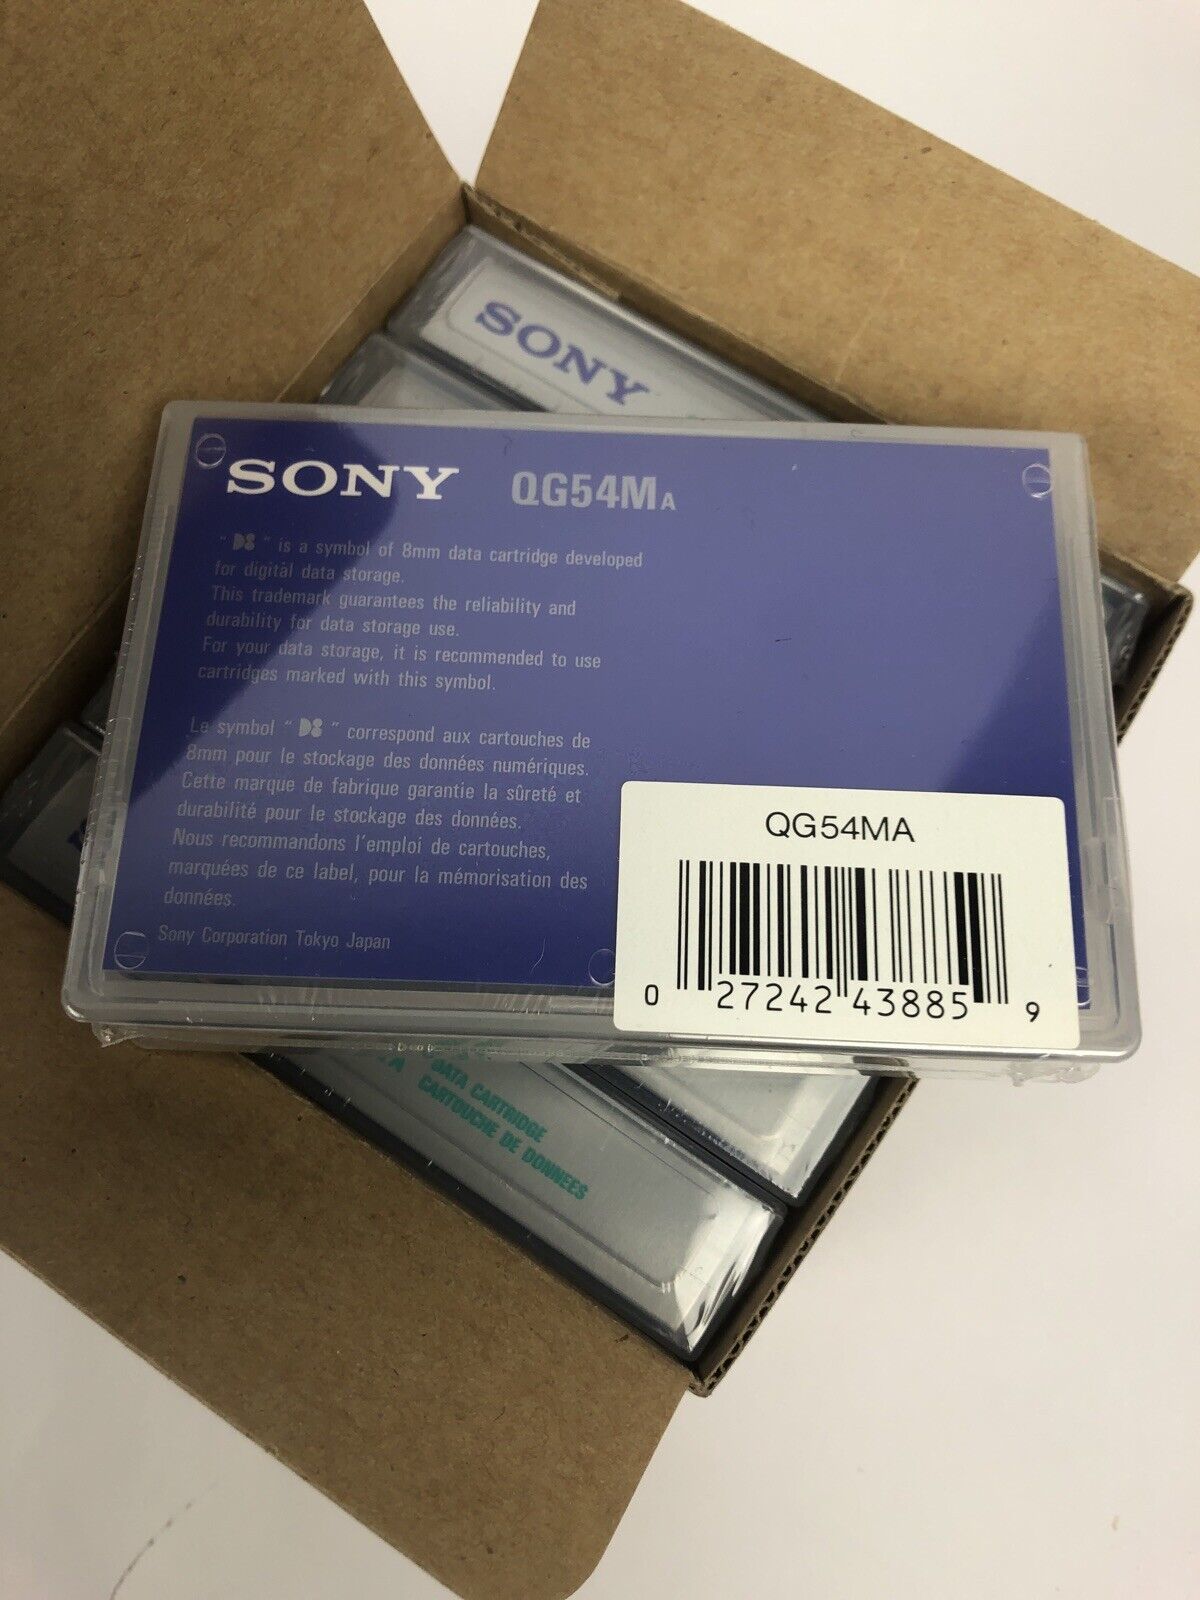 SONY
SONY QG54MA
" D8 " is a symbol of 8mm data cartridge developed
for digital data storage.
This trademark guarantees the reliability and
durability for data storage use.
For your data storage, it is recommended to use
cartridges marked with this symbol.
Le symbol " D8 " correspond aux cartouches de
8mm pour le stockage des données numériques.
Cette marque de fabrique garantie la sûreté et
durabilité pour le stockage des données.
Nous recommandons l'emploi de cartouches,
marquées de ce label, pour la mémorisation des
données.
Sony Corporation Tokyo Japan
QG54MA
0 27242 43885 9
DATA CARTRIDGE
CARTOUCHE DE DONNEES